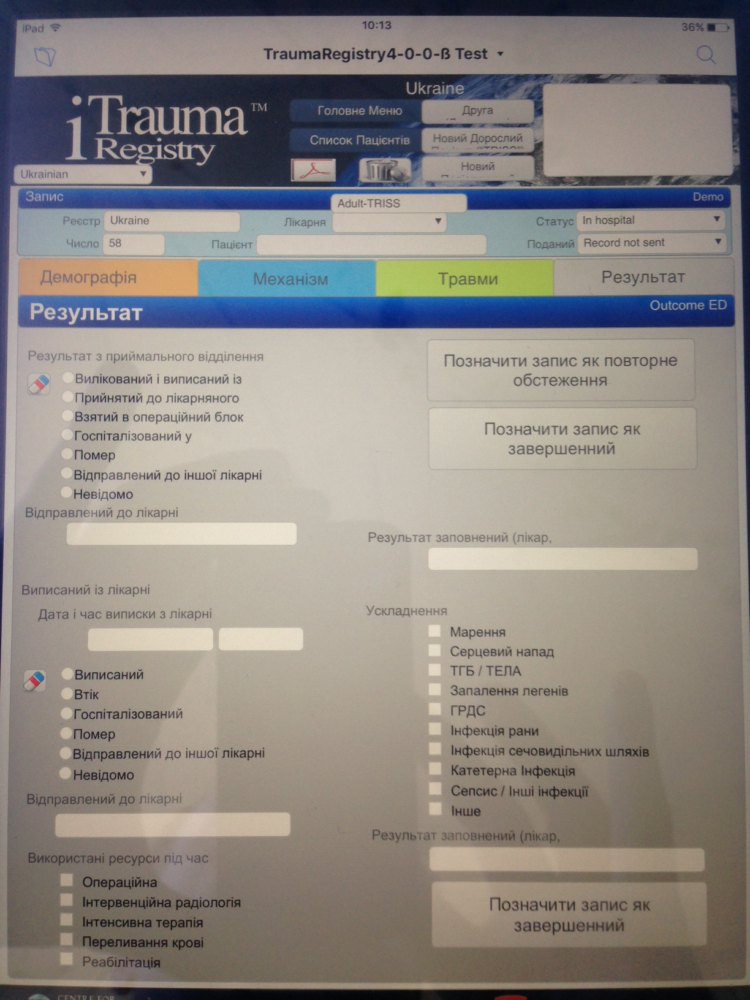 iPad 10:13 36%
TraumaRegistry4-0-0-ß Test
iTrauma™
Registry
Ukraine
Головне Меню Друга
Список Пацієнтів Новий Дорослий
Новий
Ukrainian
Запис Adult-TRISS Demo
Реєстр Ukraine Лікарня Статус In hospital
Число 58 Пацієнт Поданий Record not sent
Демографія Механізм Травми Результат
Результат Outcome ED
Результат з приймального відділення
Вилікований і виписаний із
Прийнятий до лікарняного
Взятий в операційний блок
Госпіталізований у
Помер
Відправлений до іншої лікарні
Невідомо
Позначити запис як повторне
обстеження
Позначити запис як
завершенний
Відправлений до лікарні
Результат заповнений (лікар,
Виписаний із лікарні
Дата і час виписки з лікарні
Виписаний
Втік
Госпіталізований
Помер
Відправлений до іншої лікарні
Невідомо
Відправлений до лікарні
Ускладнення
Марення
Серцевий напад
ТГБ / ТЕЛА
Запалення легенів
ГРДС
Інфекція рани
Інфекція сечовидільних шляхів
Катетерна Інфекція
Сепсис / Інші інфекції
Інше
Результат заповнений (лікар,
Використані ресурси під час
Операційна
Інтервенційна радіологія
Інтенсивна терапія
Переливання крові
Реабілітація
Позначити запис як
завершенний
CENTRE FOR